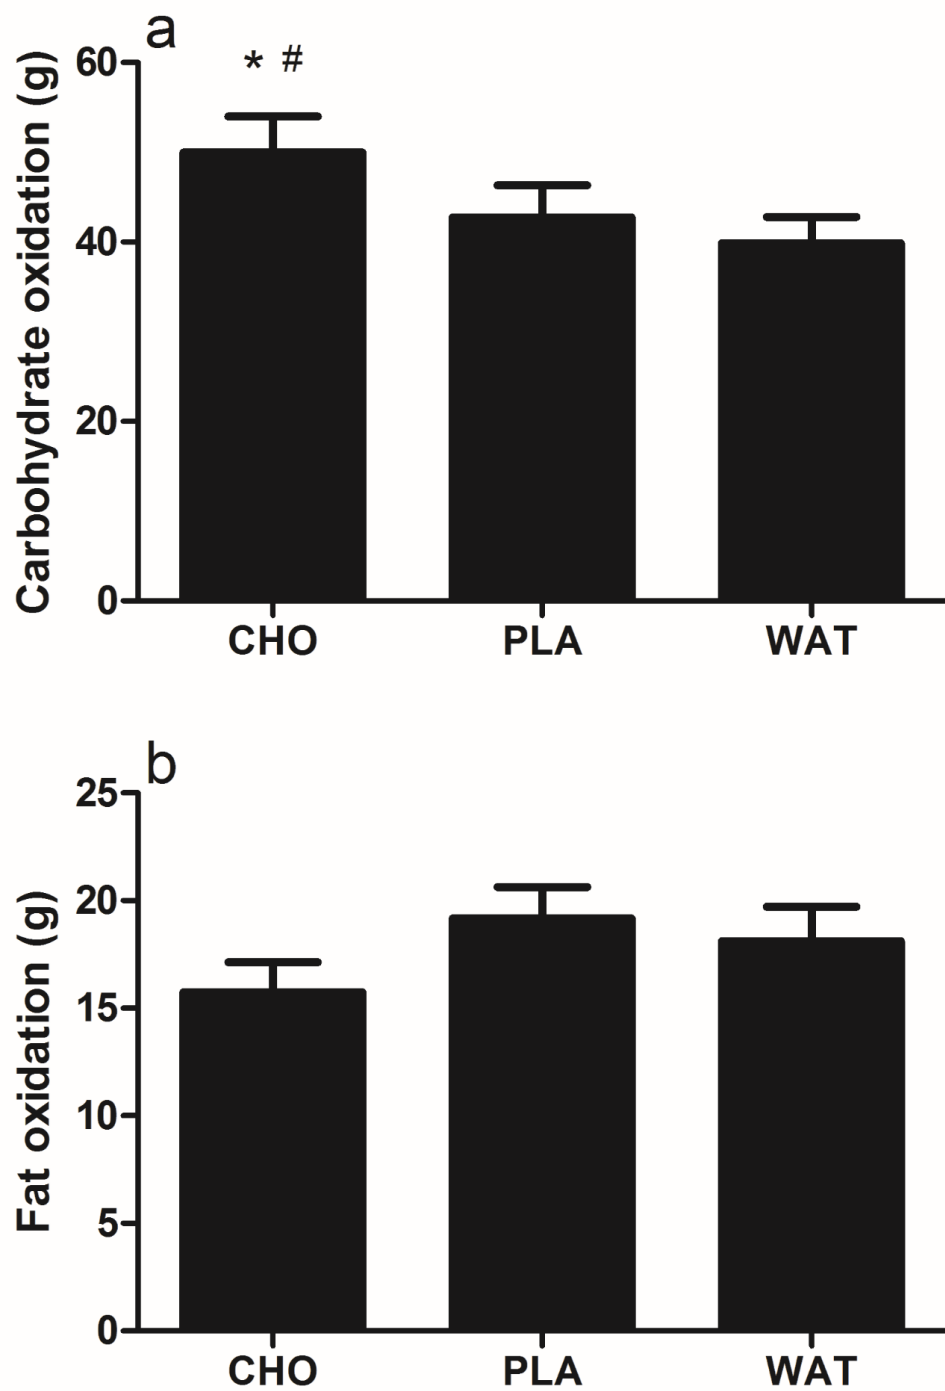 a
* #
Carbohydrate oxidation (g)
60
40
20
0
CHO PLA WAT
b
Fat oxidation (g)
25
20
15
10
5
0
CHO PLA WAT